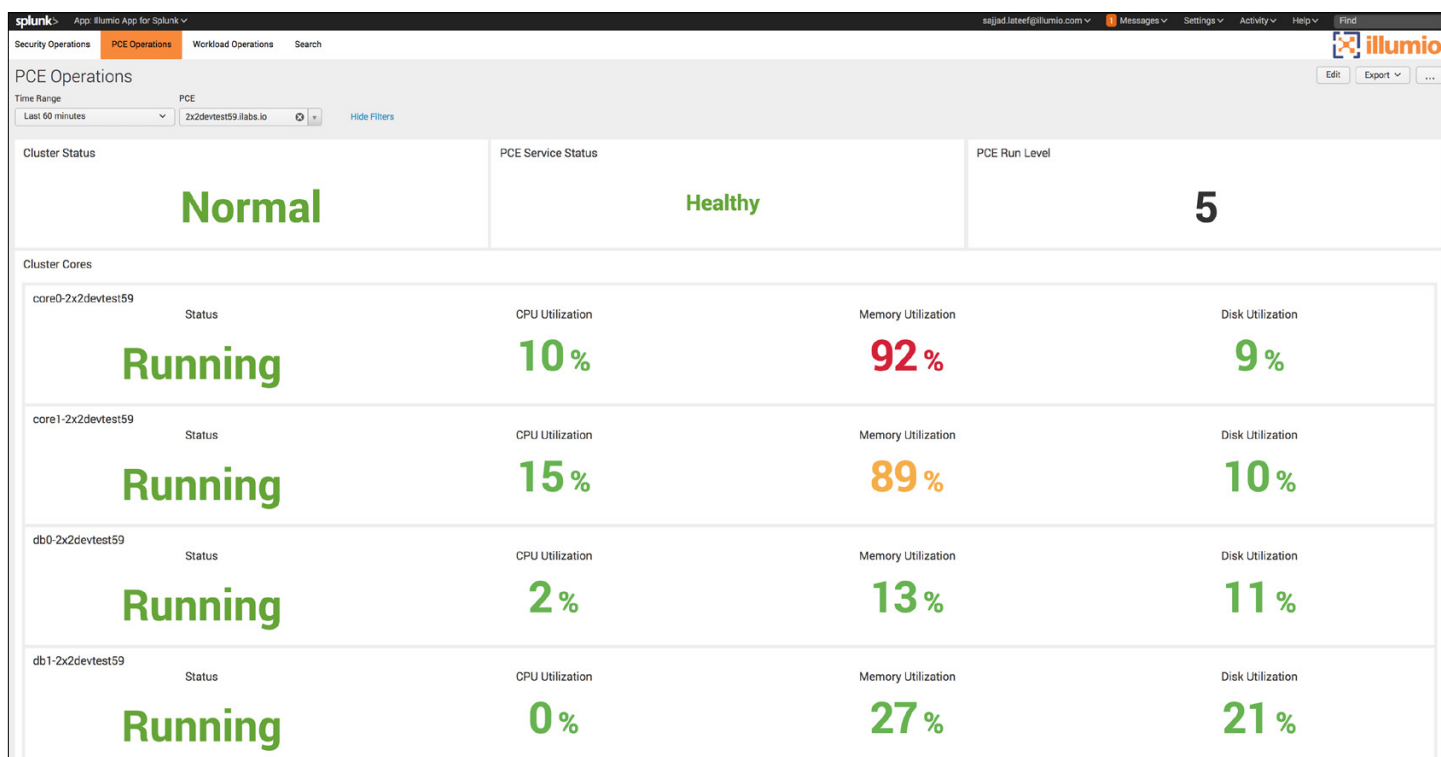 splunk> App: Illumio App for Splunk sajjad.lateef@illumio.com 1 Messages Settings Activity Help Find
Security Operations PCE Operations Workload Operations Search illumio
PCE Operations Edit Export ...
Time Range PCE
Last 60 minutes 2x2devtest59.ilabs.io Hide Filters
Cluster Status PCE Service Status PCE Run Level
Normal Healthy 5
Cluster Cores
core0-2x2devtest59
Status CPU Utilization Memory Utilization Disk Utilization
Running 10 % 92 % 9 %
core1-2x2devtest59
Status CPU Utilization Memory Utilization Disk Utilization
Running 15 % 89 % 10 %
db0-2x2devtest59
Status CPU Utilization Memory Utilization Disk Utilization
Running 2 % 13 % 11 %
db1-2x2devtest59
Status CPU Utilization Memory Utilization Disk Utilization
Running 0 % 27 % 21 %